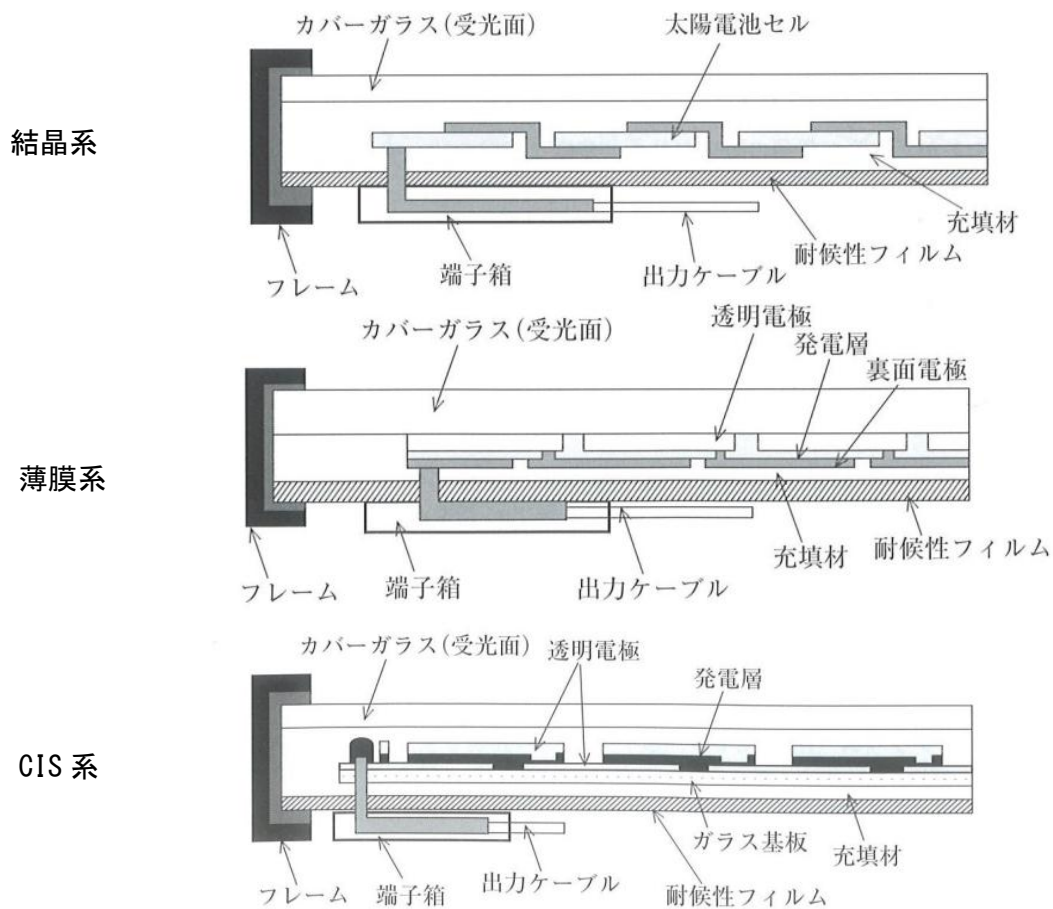 カバーガラス(受光面)
太陽電池セル
結晶系
充填材
耐候性フィルム
端子箱
出力ケーブル
フレーム
カバーガラス(受光面)
透明電極
発電層
裏面電極
薄膜系
充填材
耐候性フィルム
フレーム
端子箱
出力ケーブル
カバーガラス(受光面)
透明電極
発電層
CIS系
ガラス基板
充填材
フレーム
端子箱
出力ケーブル
耐候性フィルム